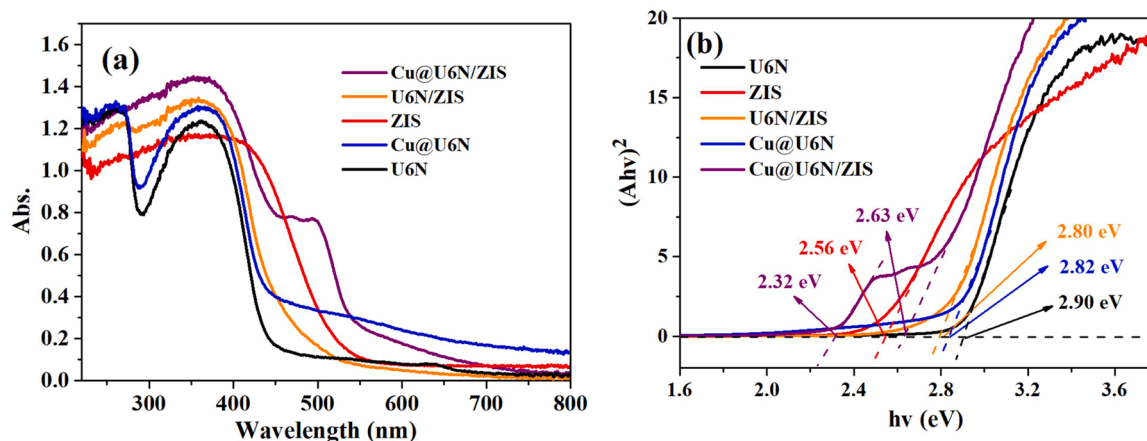 (a)
Cu@U6N/ZIS
U6N/ZIS
ZIS
Cu@U6N
U6N
Abs.
1.6
1.4
1.2
1.0
0.8
0.6
0.4
0.2
0.0
300 400 500 600 700 800
Wavelength (nm)
(b)
U6N
ZIS
U6N/ZIS
Cu@U6N
Cu@U6N/ZIS
(Ahv)²
20
15
10
5
0
2.63 eV
2.56 eV
2.32 eV
2.80 eV
2.82 eV
2.90 eV
1.6 2.0 2.4 2.8 3.2 3.6
hv (eV)